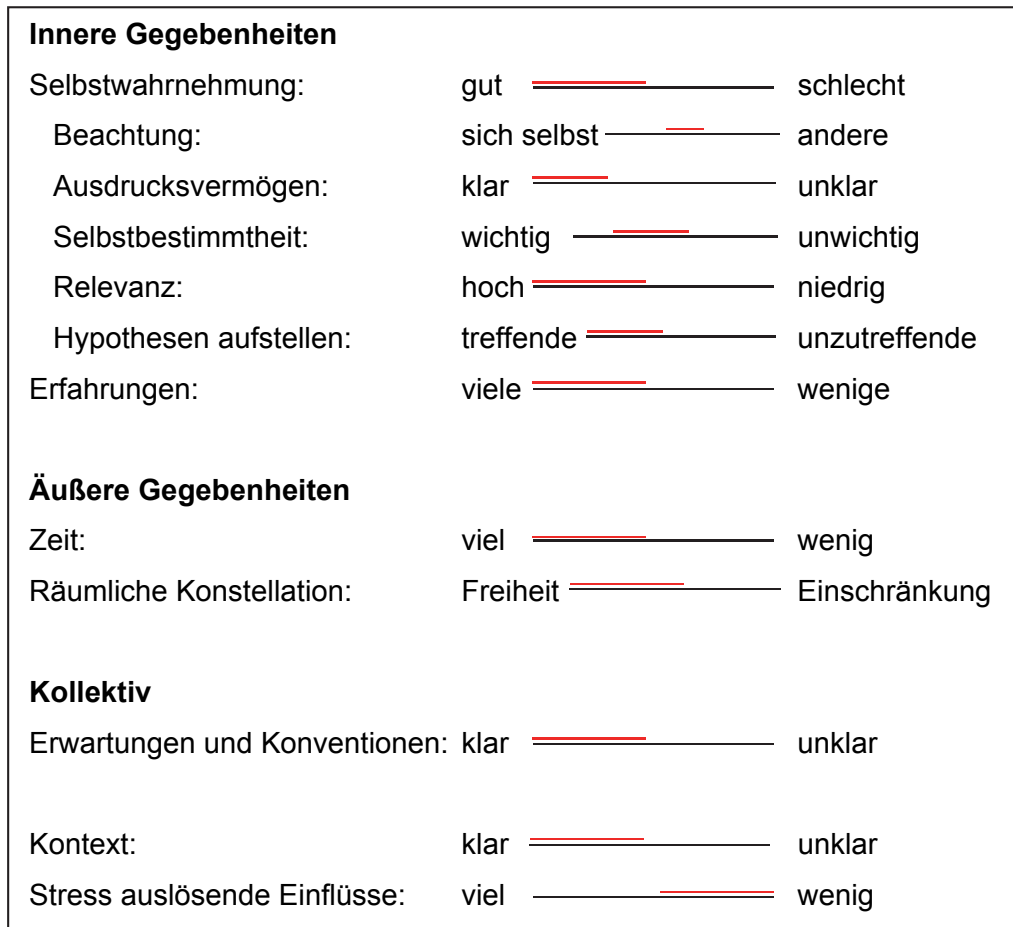 Innere Gegebenheiten
Selbstwahrnehmung: gut schlecht
Beachtung: sich selbst andere
Ausdrucksvermögen: klar unklar
Selbstbestimmtheit: wichtig unwichtig
Relevanz: hoch niedrig
Hypothesen aufstellen: treffende unzutreffende
Erfahrungen: viele wenige
Äußere Gegebenheiten
Zeit: viel wenig
Räumliche Konstellation: Freiheit Einschränkung
Kollektiv
Erwartungen und Konventionen: klar unklar
Kontext: klar unklar
Stress auslösende Einflüsse: viel wenig